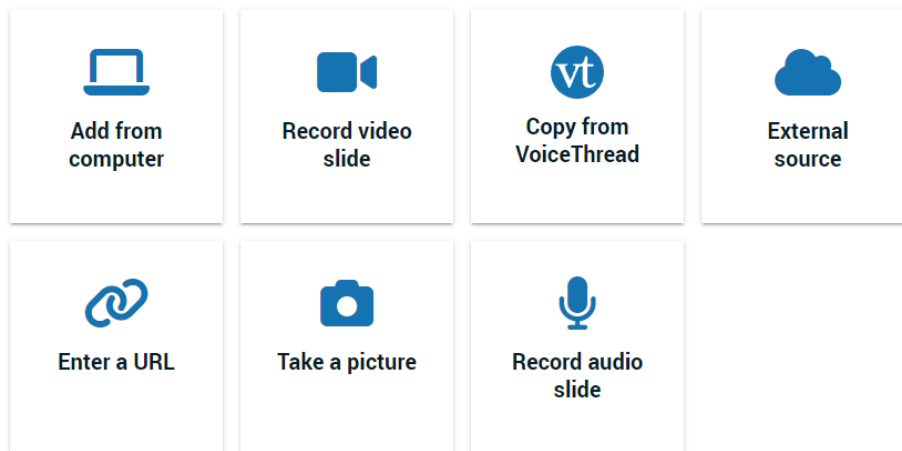 Add from
computer
Record video
slide
vt
Copy from
VoiceThread
External
source
Enter a URL
Take a picture
Record audio
slide